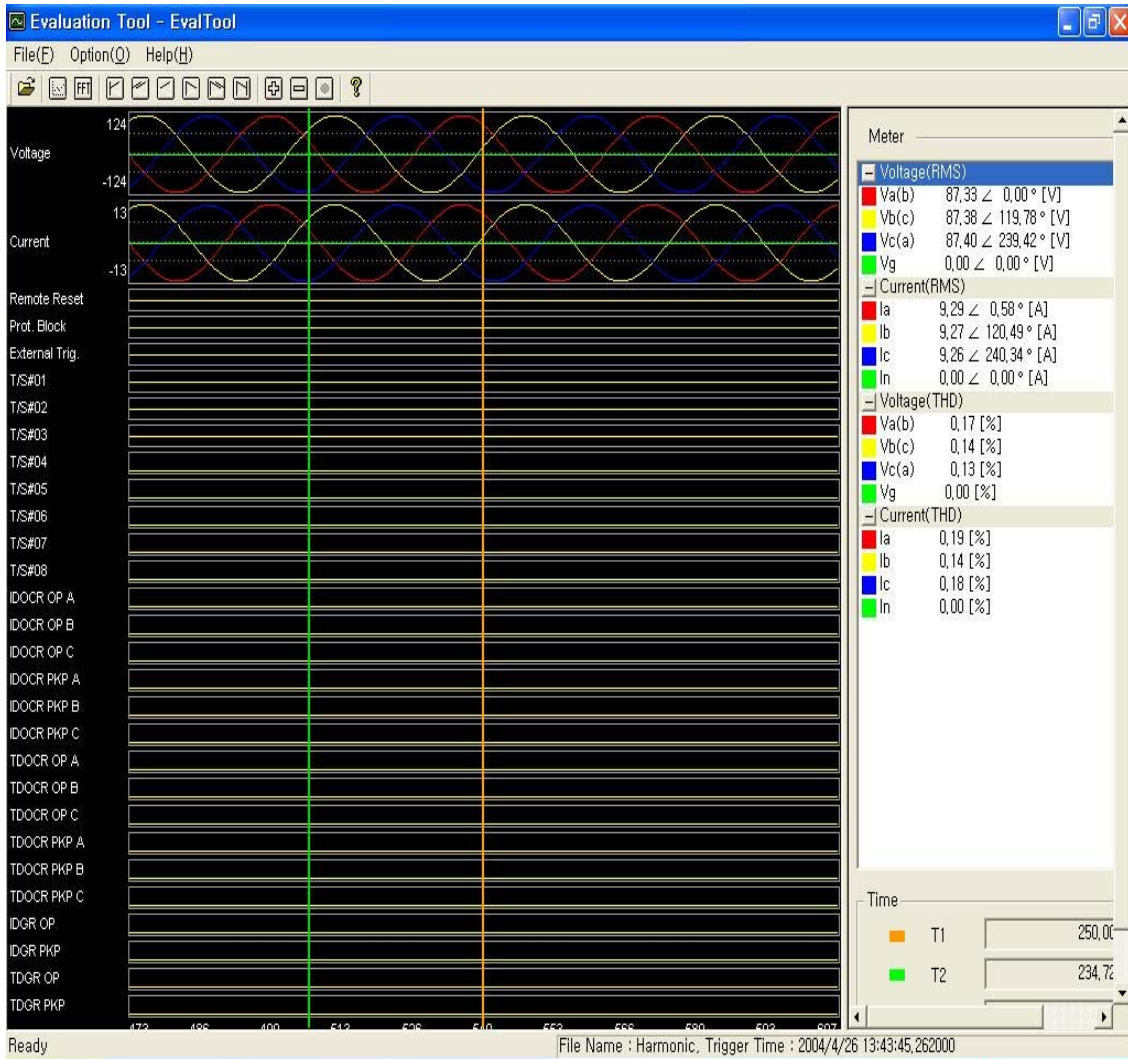 Evaluation Tool - EvalTool
File(F) Option(O) Help(H)
FFT
124
Voltage
-124
13
Current
-13
Remote Reset
Prot. Block
External Trig.
T/S#01
T/S#02
T/S#03
T/S#04
T/S#05
T/S#06
T/S#07
T/S#08
IDOCR OP A
IDOCR OP B
IDOCR OP C
IDOCR PKP A
IDOCR PKP B
IDOCR PKP C
TDOCR OP A
TDOCR OP B
TDOCR OP C
TDOCR PKP A
TDOCR PKP B
TDOCR PKP C
IDGR OP
IDGR PKP
TDGR OP
TDGR PKP
Meter
Voltage(RMS)
Va(b) 87,33 ∠ 0,00 ° [V]
Vb(c) 87,38 ∠ 119,78 ° [V]
Vc(a) 87,40 ∠ 239,42 ° [V]
Vg 0,00 ∠ 0,00 ° [V]
Current(RMS)
Ia 9,29 ∠ 0,58 ° [A]
Ib 9,27 ∠ 120,49 ° [A]
Ic 9,26 ∠ 240,34 ° [A]
In 0,00 ∠ 0,00 ° [A]
Voltage(THD)
Va(b) 0,17 [%]
Vb(c) 0,14 [%]
Vc(a) 0,13 [%]
Vg 0,00 [%]
Current(THD)
Ia 0,19 [%]
Ib 0,14 [%]
Ic 0,18 [%]
In 0,00 [%]
Time
T1 250,00
T2 234,72
Ready
File Name : Harmonic, Trigger Time : 2004/4/26 13:43:45,262000